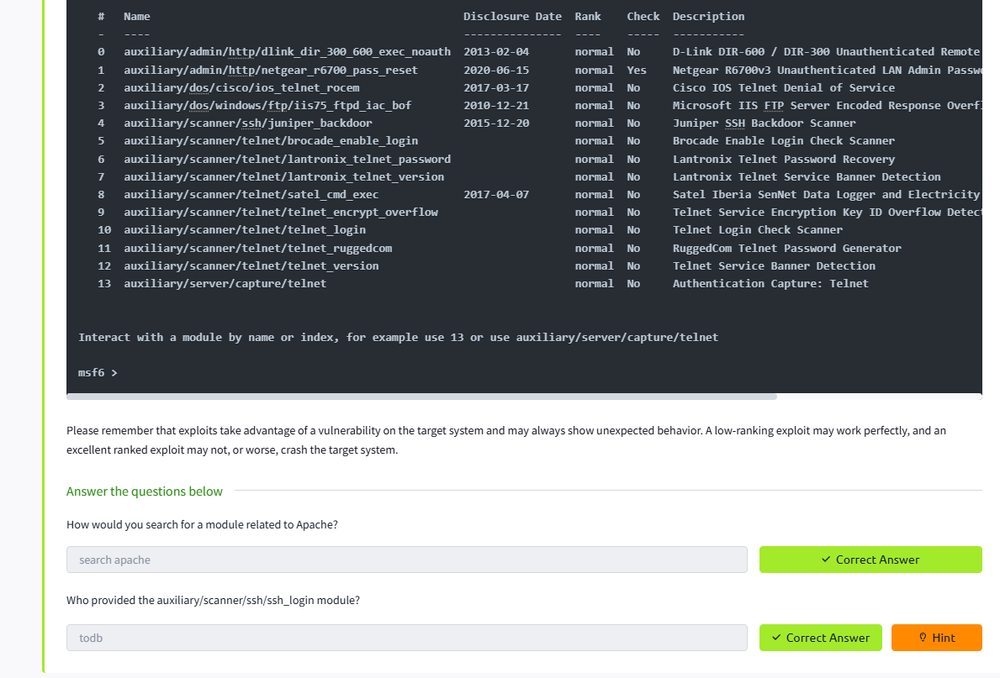 # Name Disclosure Date Rank Check Description
- ---- --------------- ---- ----- -----------
0 auxiliary/admin/http/dlink_dir_300_600_exec_noauth 2013-02-04 normal No D-Link DIR-600 / DIR-300 Unauthenticated Remote
1 auxiliary/admin/http/netgear_r6700_pass_reset 2020-06-15 normal Yes Netgear R6700v3 Unauthenticated LAN Admin Passw
2 auxiliary/dos/cisco/ios_telnet_rocem 2017-03-17 normal No Cisco IOS Telnet Denial of Service
3 auxiliary/dos/windows/ftp/iis75_ftpd_iac_bof 2010-12-21 normal No Microsoft IIS FTP Server Encoded Response Overfl
4 auxiliary/scanner/ssh/juniper_backdoor 2015-12-20 normal No Juniper SSH Backdoor Scanner
5 auxiliary/scanner/telnet/brocade_enable_login normal No Brocade Enable Login Check Scanner
6 auxiliary/scanner/telnet/lantronix_telnet_password normal No Lantronix Telnet Password Recovery
7 auxiliary/scanner/telnet/lantronix_telnet_version normal No Lantronix Telnet Service Banner Detection
8 auxiliary/scanner/telnet/satel_cmd_exec 2017-04-07 normal No Satel Iberia SenNet Data Logger and Electricity
9 auxiliary/scanner/telnet/telnet_encrypt_overflow normal No Telnet Service Encryption Key ID Overflow Detect
10 auxiliary/scanner/telnet/telnet_login normal No Telnet Login Check Scanner
11 auxiliary/scanner/telnet/telnet_ruggedcom normal No RuggedCom Telnet Password Generator
12 auxiliary/scanner/telnet/telnet_version normal No Telnet Service Banner Detection
13 auxiliary/server/capture/telnet normal No Authentication Capture: Telnet
Interact with a module by name or index, for example use 13 or use auxiliary/server/capture/telnet
msf6 >
Please remember that exploits take advantage of a vulnerability on the target system and may always show unexpected behavior. A low-ranking exploit may work perfectly, and an
excellent ranked exploit may not, or worse, crash the target system.
Answer the questions below
How would you search for a module related to Apache?
search apache
✓ Correct Answer
Who provided the auxiliary/scanner/ssh/ssh_login module?
todb
✓ Correct Answer
Hint